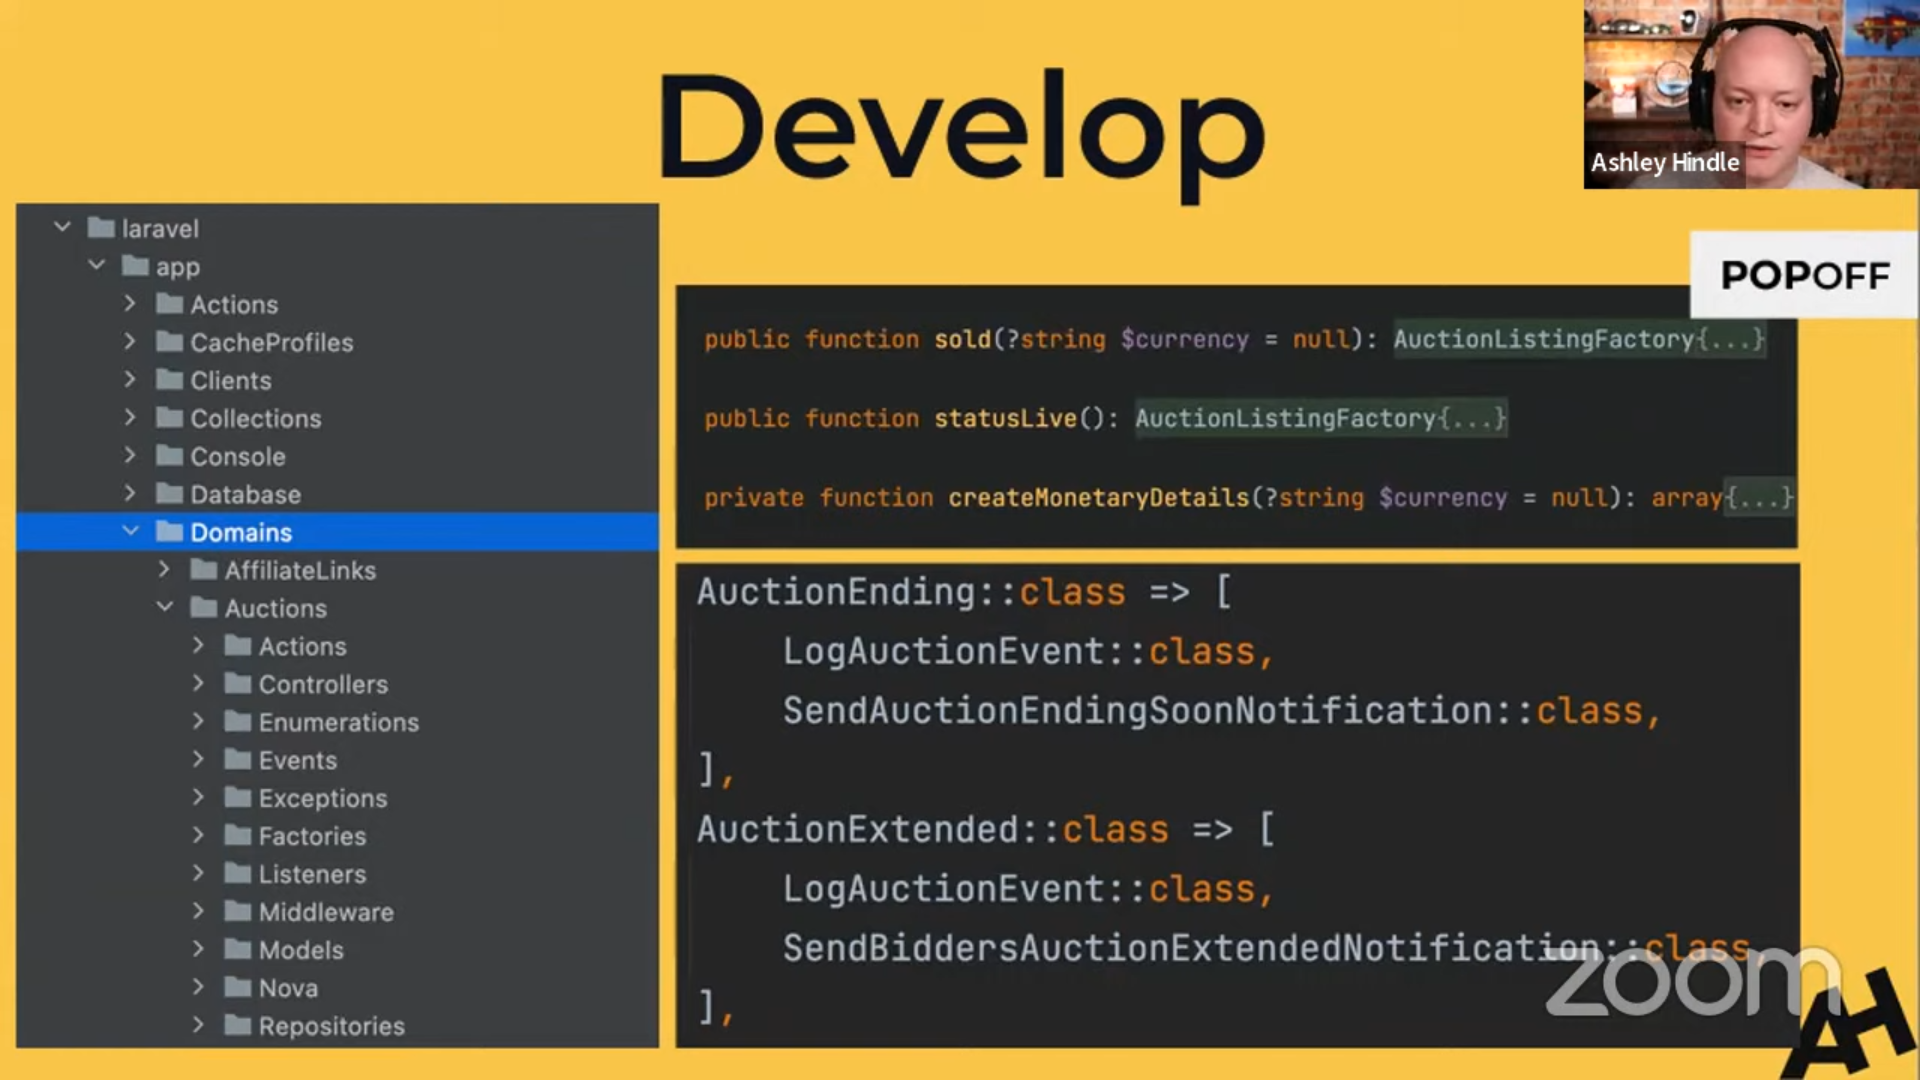 Develop
Ashley Hindle
POPOFF
laravel
app
Actions
CacheProfiles
Clients
Collections
Console
Database
Domains
AffiliateLinks
Auctions
Actions
Controllers
Enumerations
Events
Exceptions
Factories
Listeners
Middleware
Models
Nova
Repositories
public function sold(?string $currency = null): AuctionListingFactory{...}
public function statusLive(): AuctionListingFactory{...}
private function createMonetaryDetails(?string $currency = null): array{...}
AuctionEnding::class => [
LogAuctionEvent::class,
SendAuctionEndingSoonNotification::class,
],
AuctionExtended::class => [
LogAuctionEvent::class,
SendBiddersAuctionExtendedNotification::class,
],
zoom
AH